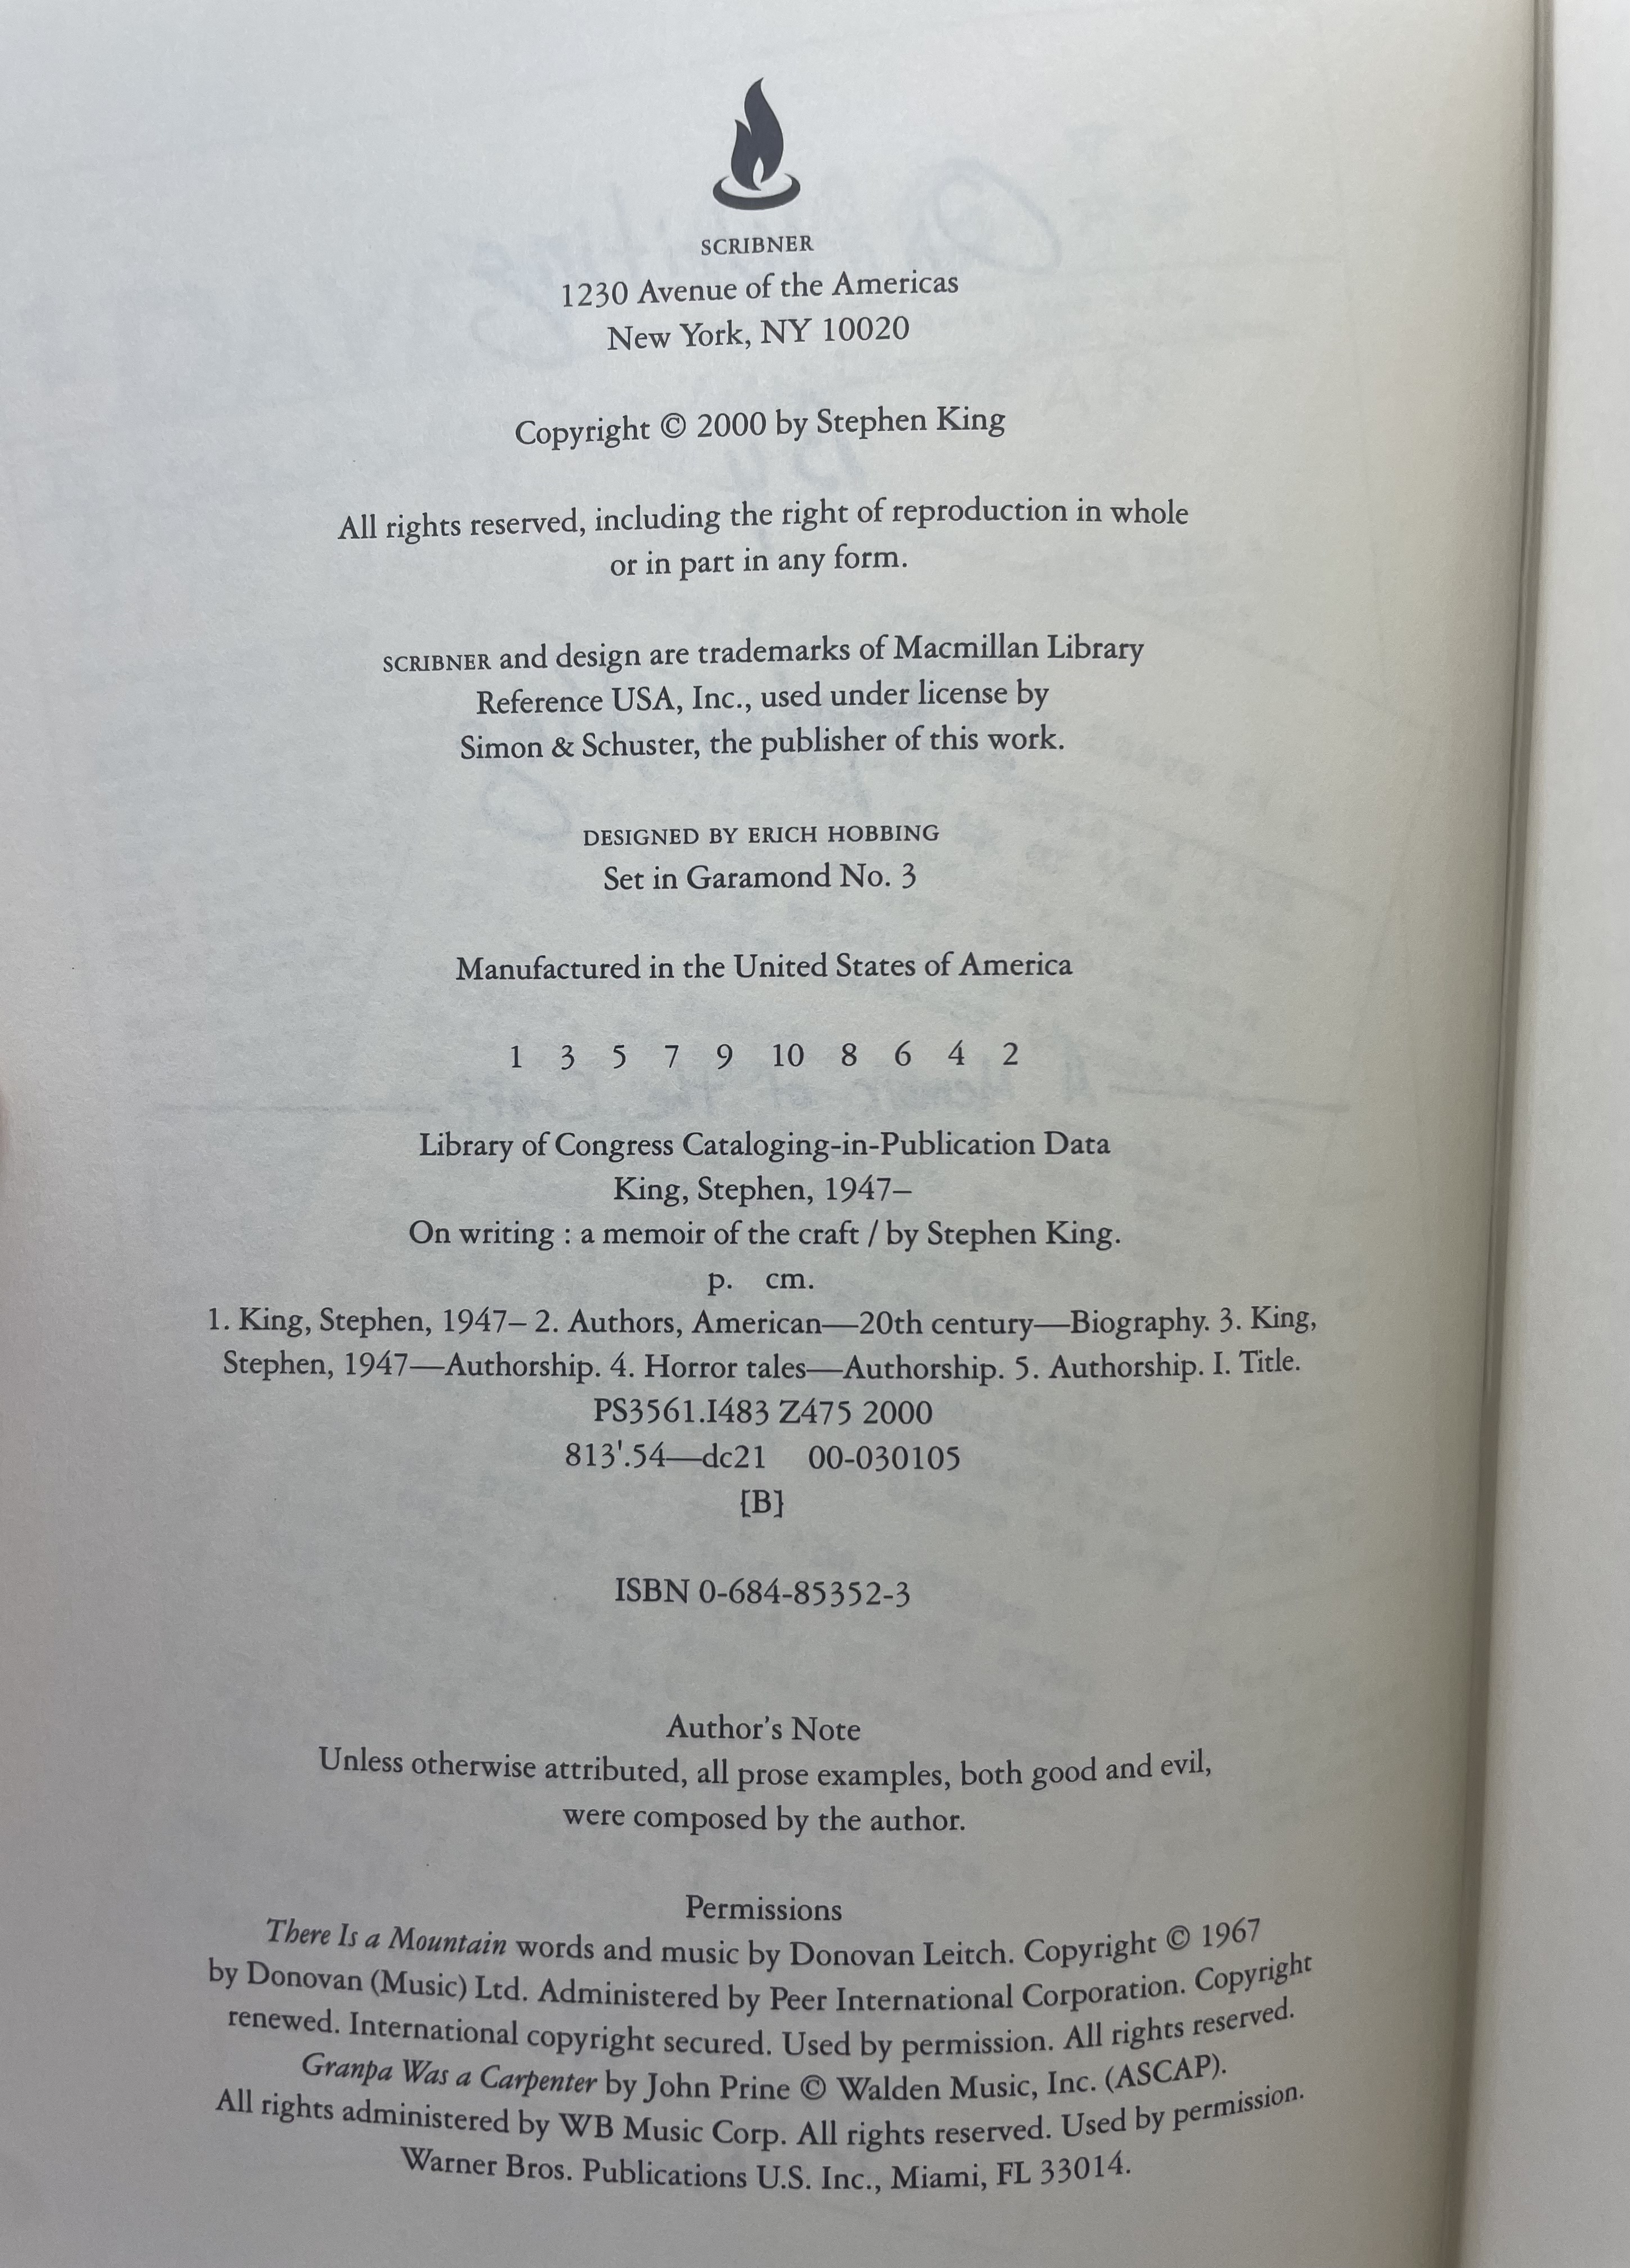 SCRIBNER
1230 Avenue of the Americas
New York, NY 10020
Copyright © 2000 by Stephen King
All rights reserved, including the right of reproduction in whole
or in part in any form.
SCRIBNER and design are trademarks of Macmillan Library
Reference USA, Inc., used under license by
Simon & Schuster, the publisher of this work.
DESIGNED BY ERICH HOBBING
Set in Garamond No. 3
Manufactured in the United States of America
1 3 5 7 9 10 8 6 4 2
Library of Congress Cataloging-in-Publication Data
King, Stephen, 1947–
On writing : a memoir of the craft / by Stephen King.
p. cm.
1. King, Stephen, 1947– 2. Authors, American—20th century—Biography. 3. King,
Stephen, 1947—Authorship. 4. Horror tales—Authorship. 5. Authorship. I. Title.
PS3561.I483 Z475 2000
813'.54—dc21 00-030105
[B]
ISBN 0-684-85352-3
Author's Note
Unless otherwise attributed, all prose examples, both good and evil,
were composed by the author.
Permissions
There Is a Mountain words and music by Donovan Leitch. Copyright © 1967
by Donovan (Music) Ltd. Administered by Peer International Corporation. Copyright
renewed. International copyright secured. Used by permission. All rights reserved.
Granpa Was a Carpenter by John Prine © Walden Music, Inc. (ASCAP).
All rights administered by WB Music Corp. All rights reserved. Used by permission.
Warner Bros. Publications U.S. Inc., Miami, FL 33014.